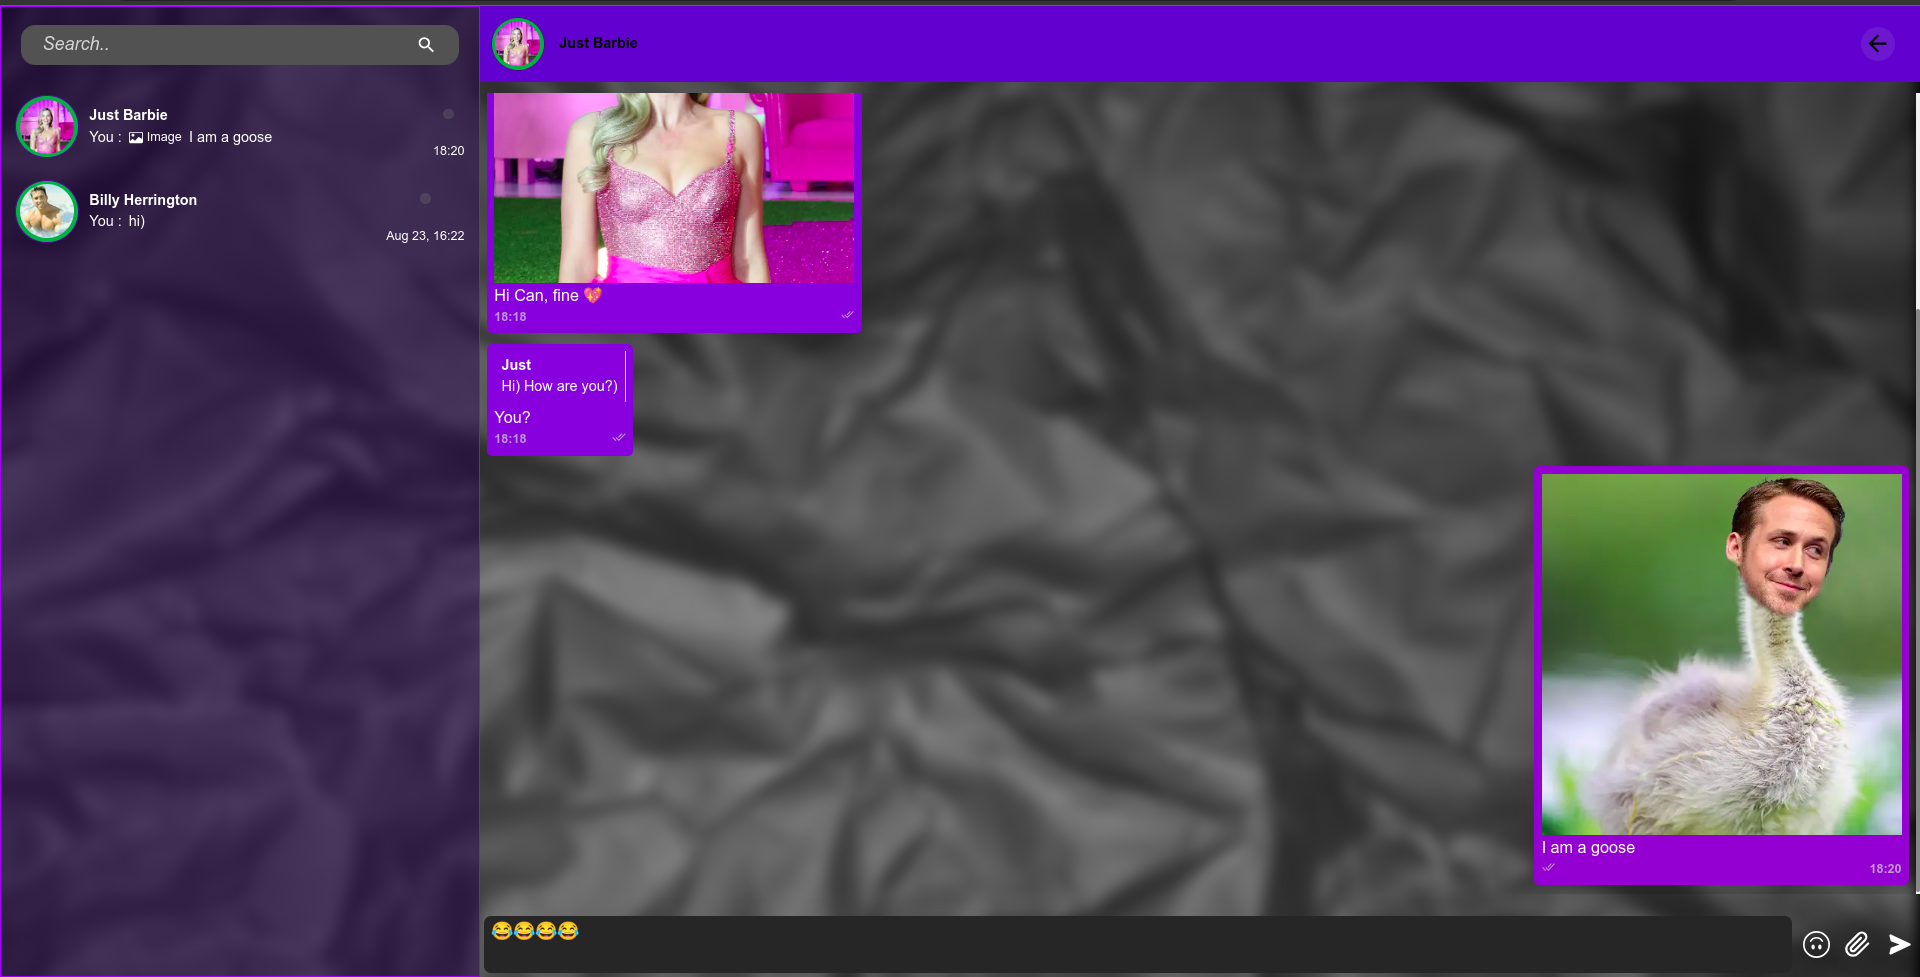 Search..
Just Barbie
You : Image I am a goose
18:20
Billy Herrington
You : hi)
Aug 23, 16:22
Just Barbie
Hi Can, fine 💖
18:18
Just
Hi) How are you?)
You?
18:18
I am a goose
18:20
😂😂😂😂